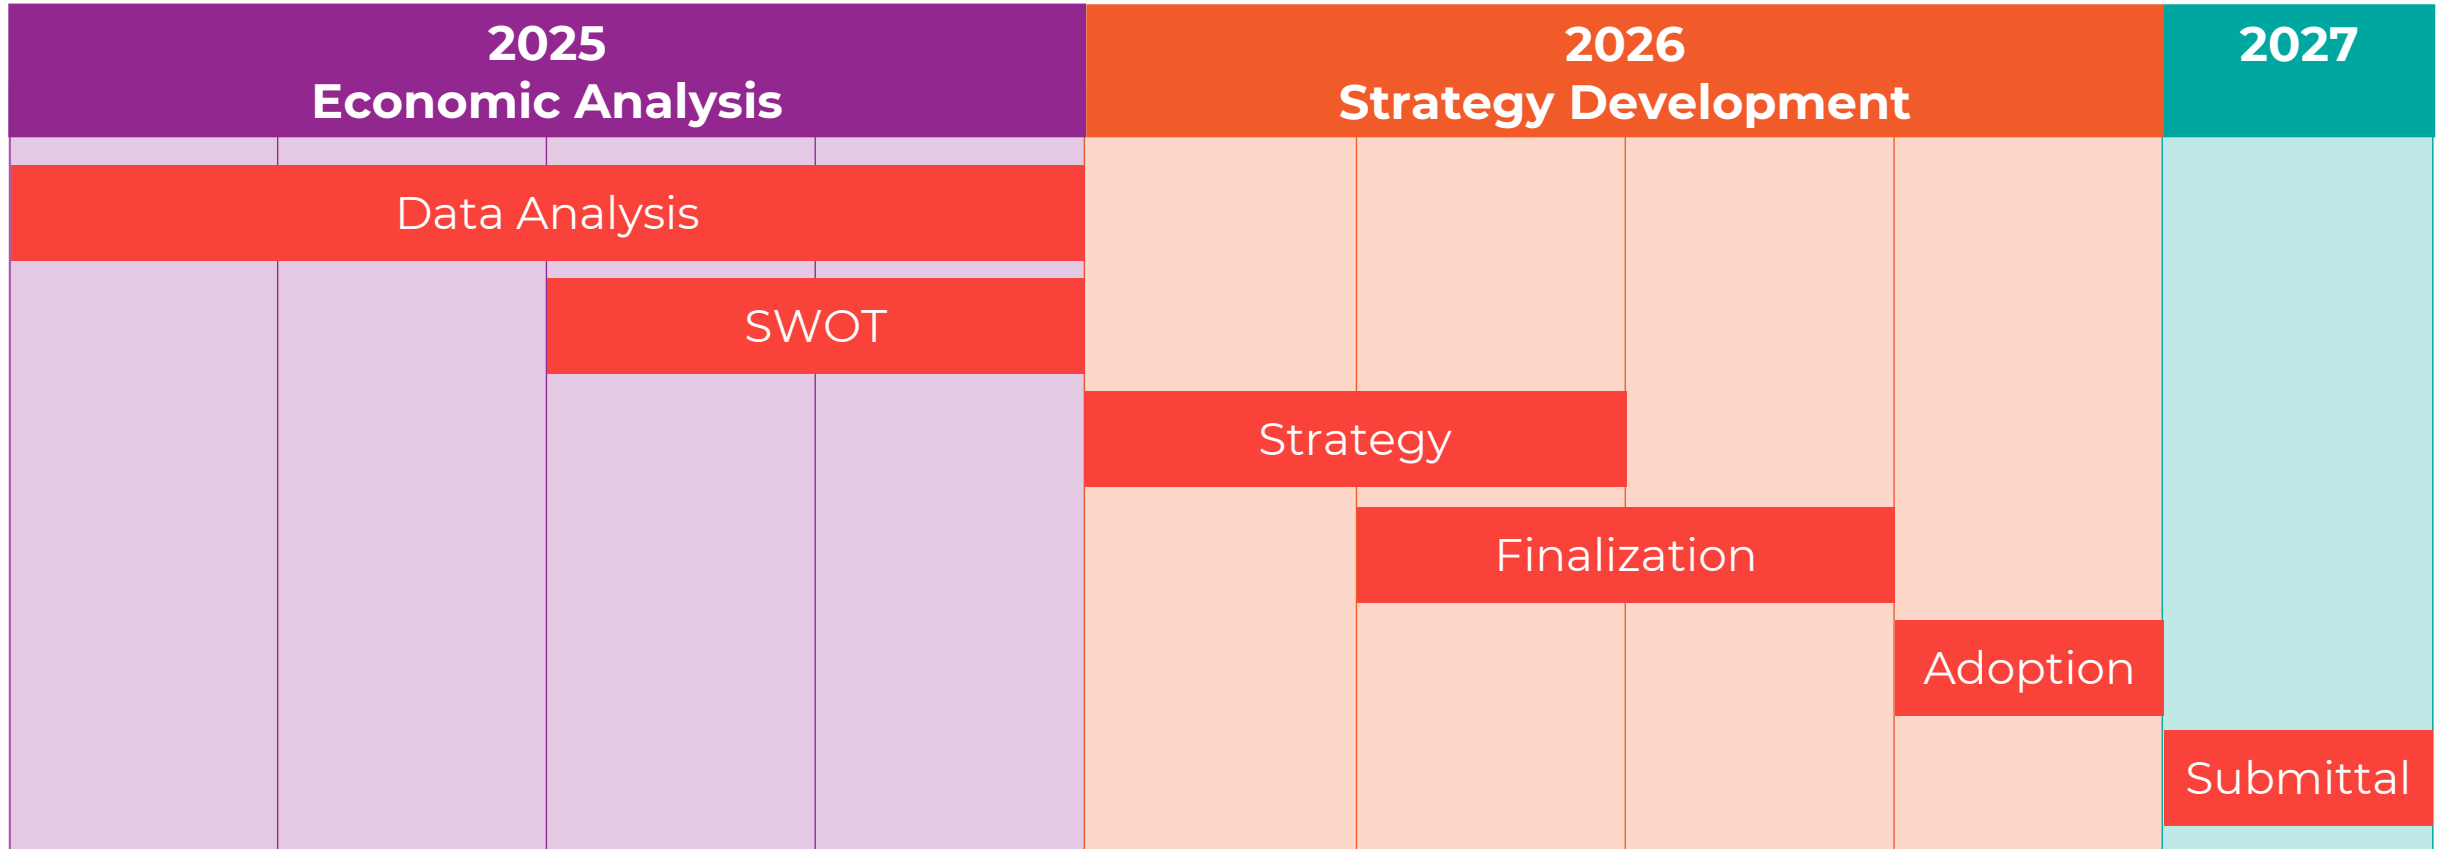 2025
Economic Analysis
2026
Strategy Development
2027
Data Analysis
SWOT
Strategy
Finalization
Adoption
Submittal